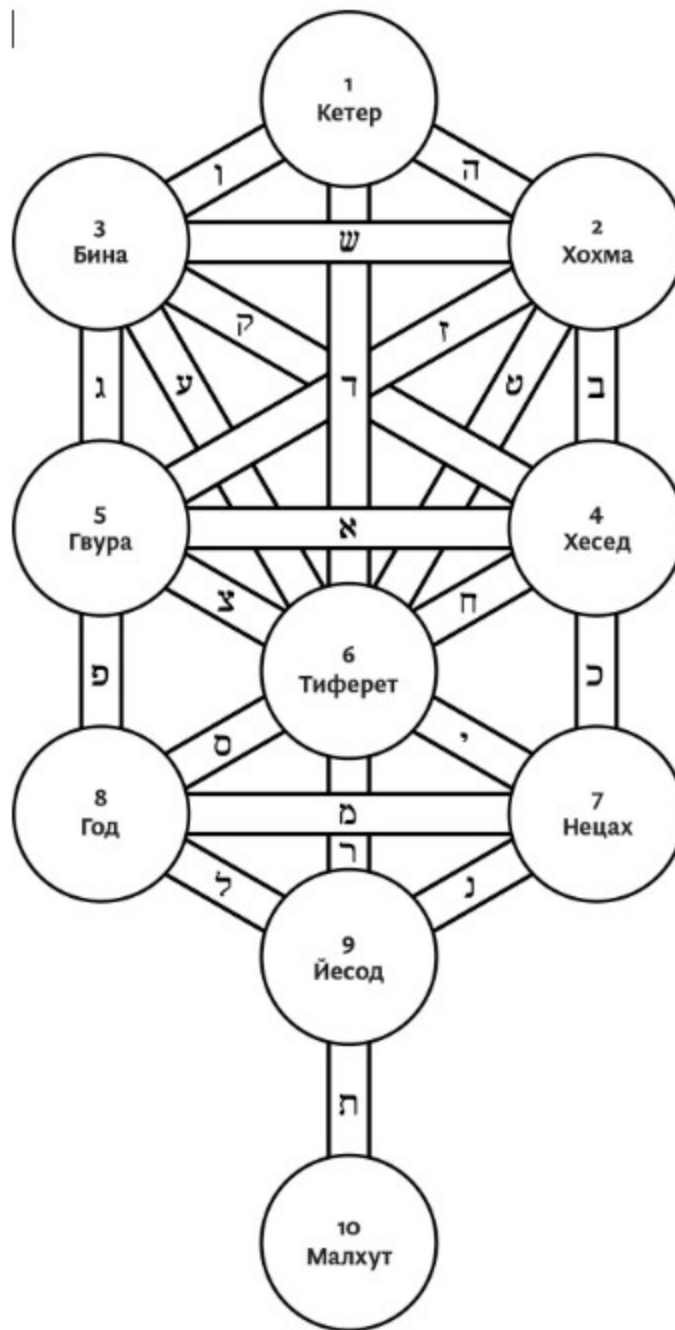 1
Кетер
ו
ה
3
Бина
2
Хохма
ש
ק
ז
ג
ע
ד
ט
ב
5
Гвура
4
Хесед
א
צ
ח
6
Тиферет
פ
כ
ס
י
8
Год
7
Нецах
מ
ר
ל
נ
9
Йесод
ת
10
Малхут